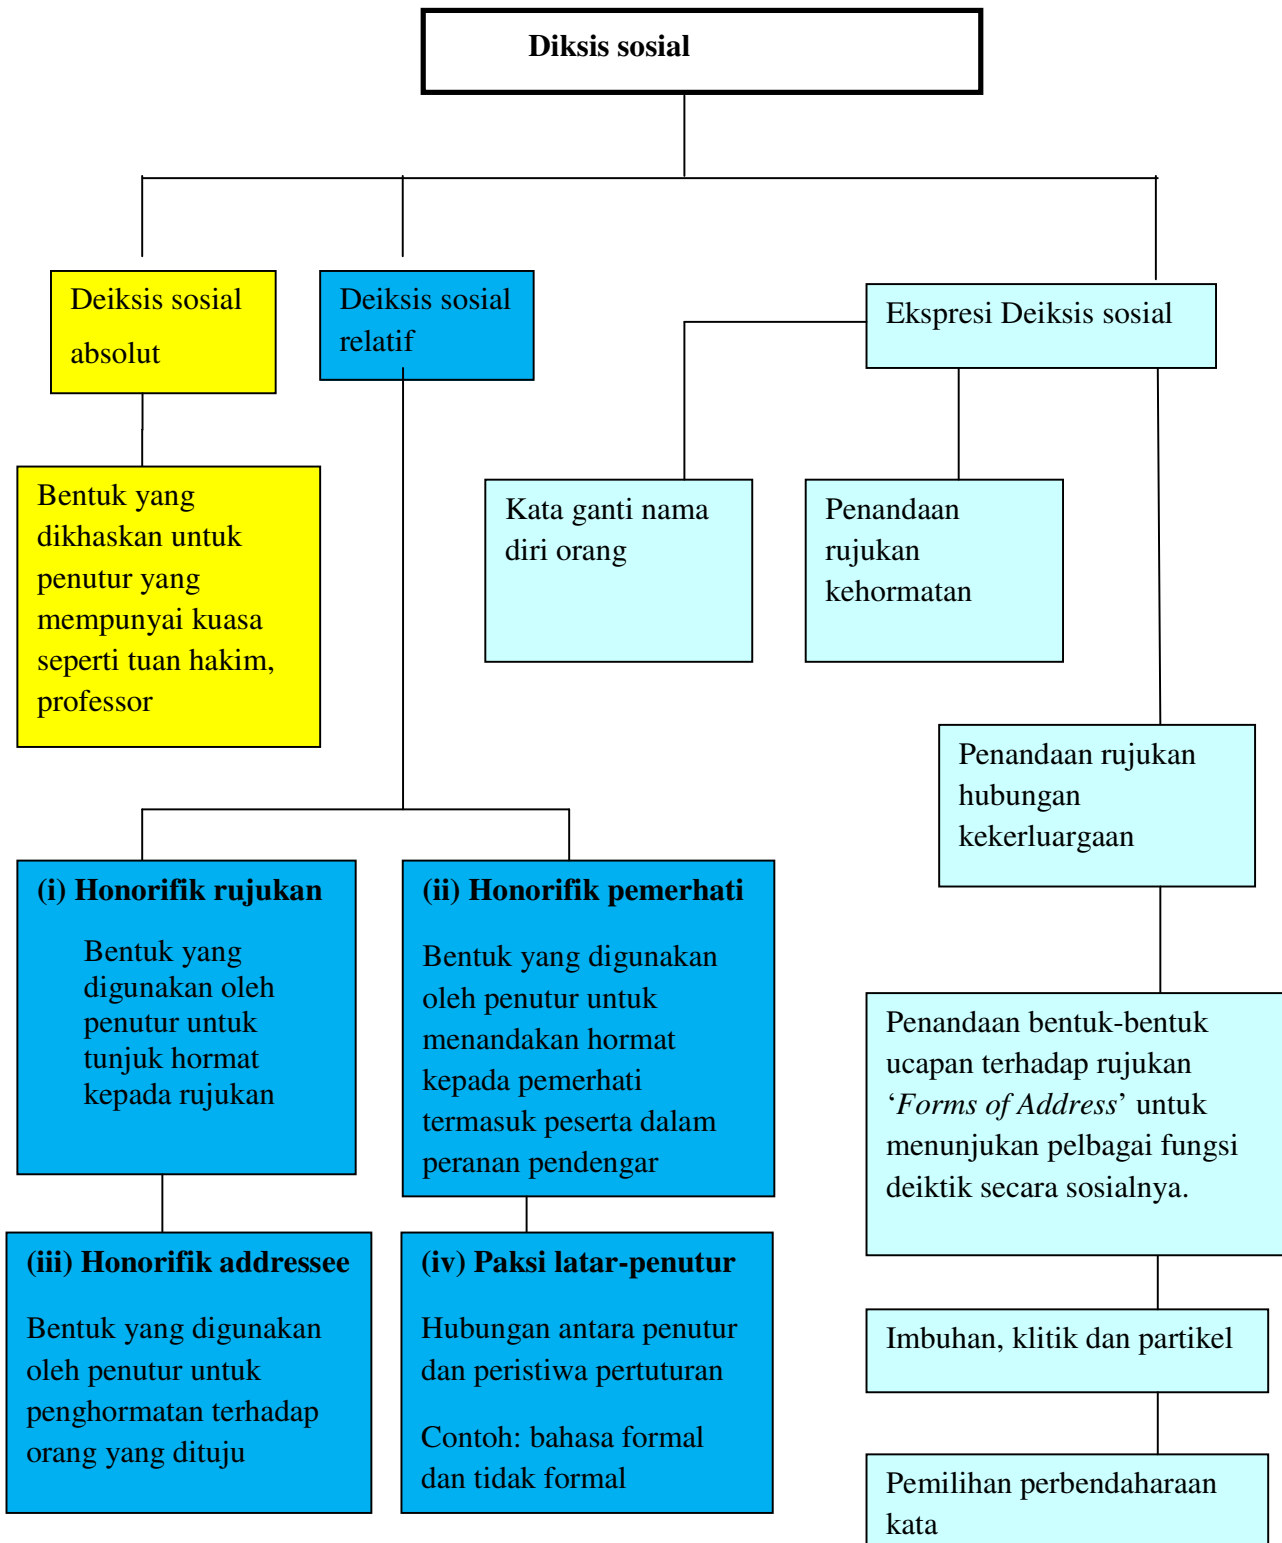 Diksis sosial
Deiksis sosial
absolut
Deiksis sosial
relatif
Ekspresi Deiksis sosial
Bentuk yang
dikhaskan untuk
penutur yang
mempunyai kuasa
seperti tuan hakim,
professor
Kata ganti nama
diri orang
Penandaan
rujukan
kehormatan
Penandaan rujukan
hubungan
kekerluargaan
(i) Honorifik rujukan
Bentuk yang
digunakan oleh
penutur untuk
tunjuk hormat
kepada rujukan
(ii) Honorifik pemerhati
Bentuk yang digunakan
oleh penutur untuk
menandakan hormat
kepada pemerhati
termasuk peserta dalam
peranan pendengar
Penandaan bentuk-bentuk
ucapan terhadap rujukan
‘Forms of Address’ untuk
menunjukan pelbagai fungsi
deiktik secara sosialnya.
(iii) Honorifik addressee
Bentuk yang digunakan
oleh penutur untuk
penghormatan terhadap
orang yang dituju
(iv) Paksi latar-penutur
Hubungan antara penutur
dan peristiwa pertuturan
Contoh: bahasa formal
dan tidak formal
Imbuhan, klitik dan partikel
Pemilihan perbendaharaan
kata